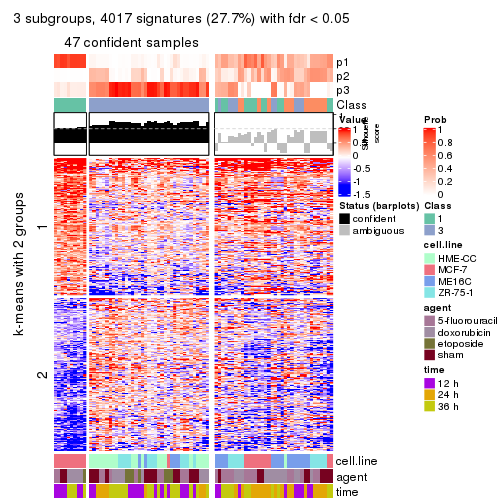 3 subgroups, 4017 signatures (27.7%) with fdr < 0.05
47 confident samples
p1
p2
p3
Class
1
Silhouette
score
k-means with 2 groups
1
2
cell.line
agent
time
Value
1
0.5
0
-0.5
-1
-1.5
Prob
1
0.8
0.6
0.4
0.2
0
Status (barplots)
confident
ambiguous
Class
1
3
cell.line
HME-CC
MCF-7
ME16C
ZR-75-1
agent
5-fluorouracil
doxorubicin
etoposide
sham
time
12 h
24 h
36 h